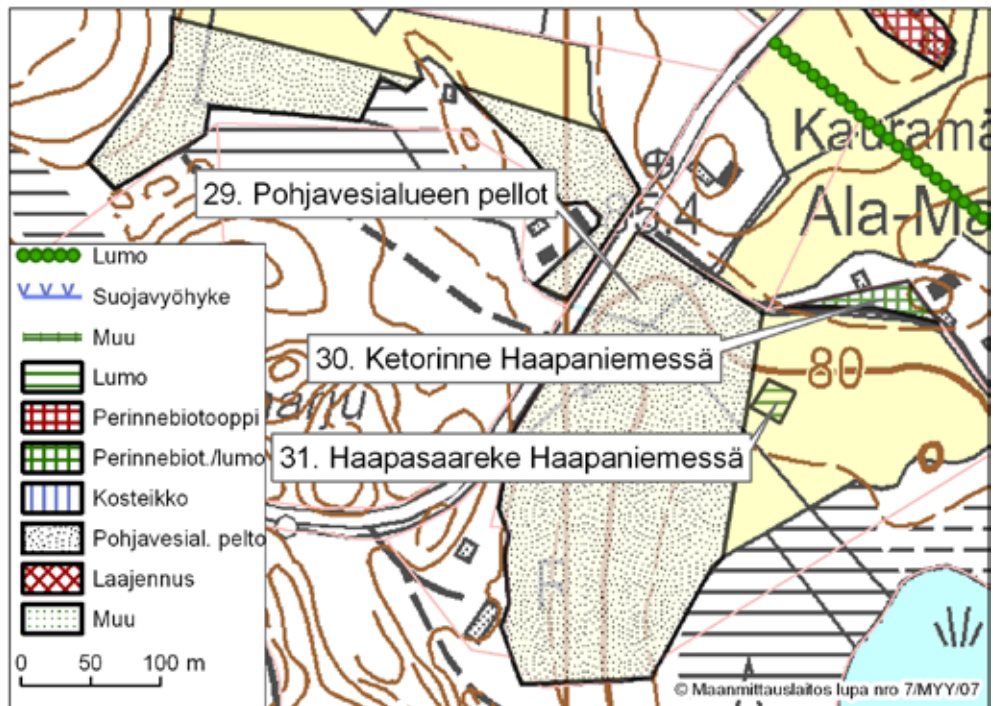 Kauramä
Ala-Ma
29. Pohjavesialueen pellot
30. Ketorinne Haapaniemessä
80
31. Haapasaareke Haapaniemessä
Lumo
Suojavyöhyke
Muu
Lumo
Perinnebiotooppi
Perinnebiot./lumo
Kosteikko
Pohjavesial. pelto
Laajennus
Muu
0 50 100 m
© Maanmittauslaitos lupa nro 7/MYY/07